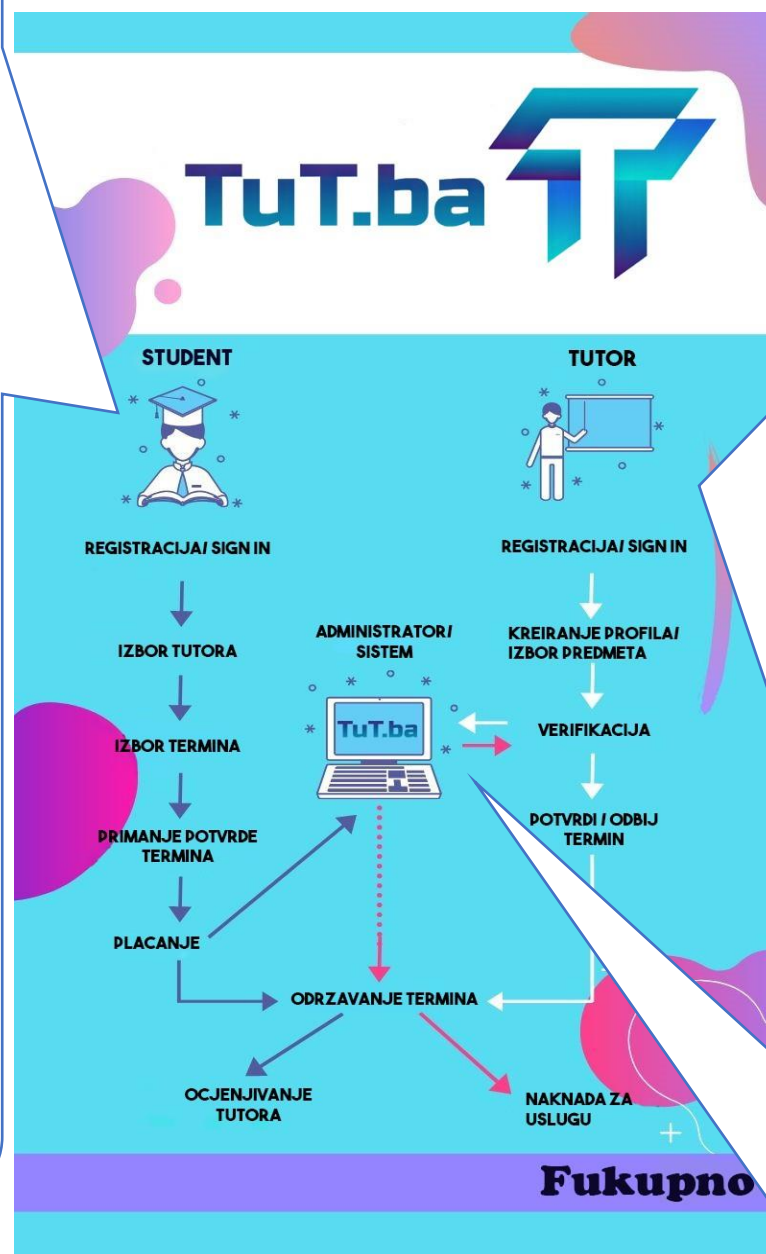 TuT.ba
STUDENT
REGISTRACIJA/ SIGN IN
IZBOR TUTORA
IZBOR TERMINA
PRIMANJE POTVRDE
TERMINA
PLACANJE
ADMINISTRATOR/
SISTEM
TuT.ba
TUTOR
REGISTRACIJA/ SIGN IN
KREIRANJE PROFILA/
IZBOR PREDMETA
VERIFIKACIJA
POTVRDI / ODBIJ
TERMIN
ODRZAVANJE TERMINA
OCJENJIVANJE
TUTORA
NAKNADA ZA
USLUGU
Fukupno